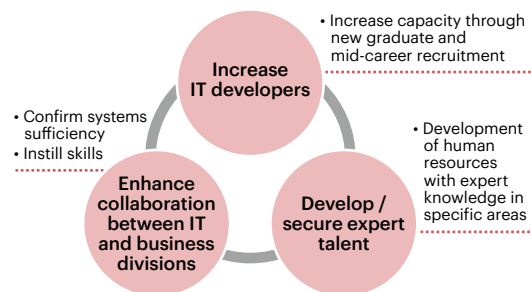 Increase
IT developers
• Increase capacity through
new graduate and
mid-career recruitment
• Confirm systems
sufficiency
• Instill skills
Enhance
collaboration
between IT
and business
divisions
Develop /
secure expert
talent
• Development
of human
resources
with expert
knowledge in
specific areas